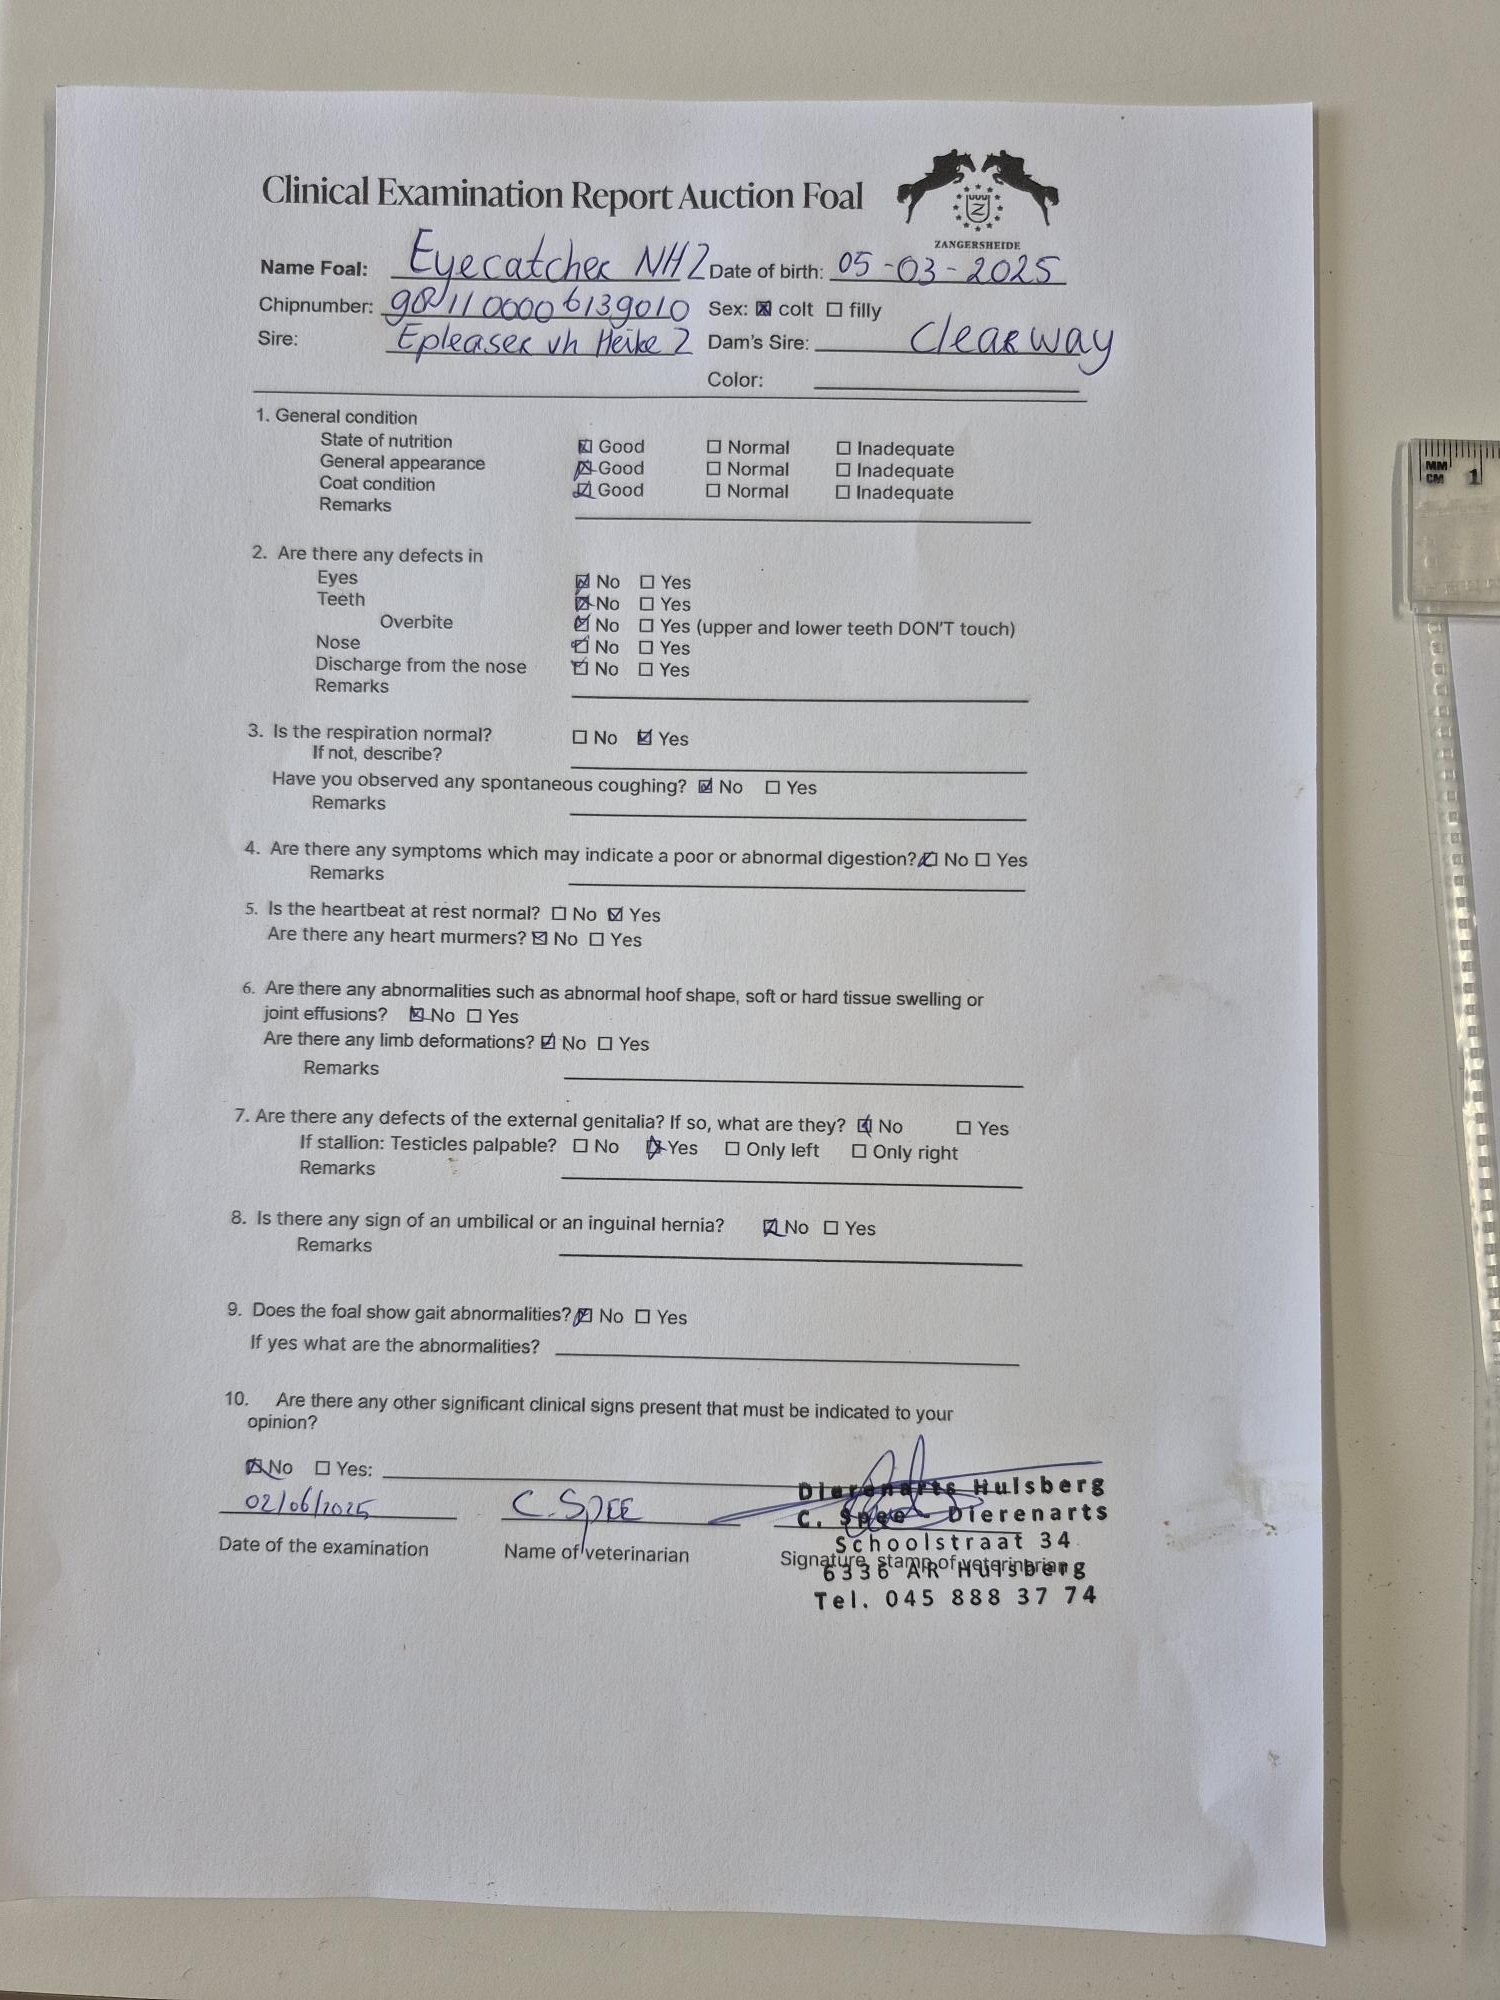 Clinical Examination Report Auction Foal
ZANGERSHEIDE
Name Foal: Eyecatcher NHZ Date of birth: 05-03-2025
Chipnumber: Sex: ☒ colt ☐ filly
Sire: Epleaser vh Heike Z Dam's Sire: Clearway
Color:
1. General condition
State of nutrition ☒ Good ☐ Normal ☐ Inadequate
General appearance ☒ Good ☐ Normal ☐ Inadequate
Coat condition ☒ Good ☐ Normal ☐ Inadequate
Remarks
2. Are there any defects in
Eyes ☒ No ☐ Yes
Teeth ☒ No ☐ Yes
Overbite ☒ No ☐ Yes (upper and lower teeth DON'T touch)
Nose ☒ No ☐ Yes
Discharge from the nose ☒ No ☐ Yes
Remarks
3. Is the respiration normal? ☐ No ☒ Yes
If not, describe?
Have you observed any spontaneous coughing? ☒ No ☐ Yes
Remarks
4. Are there any symptoms which may indicate a poor or abnormal digestion? ☒ No ☐ Yes
Remarks
5. Is the heartbeat at rest normal? ☐ No ☒ Yes
Are there any heart murmers? ☒ No ☐ Yes
6. Are there any abnormalities such as abnormal hoof shape, soft or hard tissue swelling or
joint effusions? ☒ No ☐ Yes
Are there any limb deformations? ☒ No ☐ Yes
Remarks
7. Are there any defects of the external genitalia? If so, what are they? ☒ No ☐ Yes
If stallion: Testicles palpable? ☐ No ☒ Yes ☐ Only left ☐ Only right
Remarks
8. Is there any sign of an umbilical or an inguinal hernia? ☒ No ☐ Yes
Remarks
9. Does the foal show gait abnormalities? ☒ No ☐ Yes
If yes what are the abnormalities?
10. Are there any other significant clinical signs present that must be indicated to your
opinion?
☒ No ☐ Yes:
02/06/2025 C. SPEE
Dierenarts Hulsberg
C. Spee - Dierenarts
Schoolstraat 34
6336 AR Hulsberg
Tel. 045 888 37 74
Date of the examination Name of veterinarian Signature, stamp of veterinarian
MM
CM 1